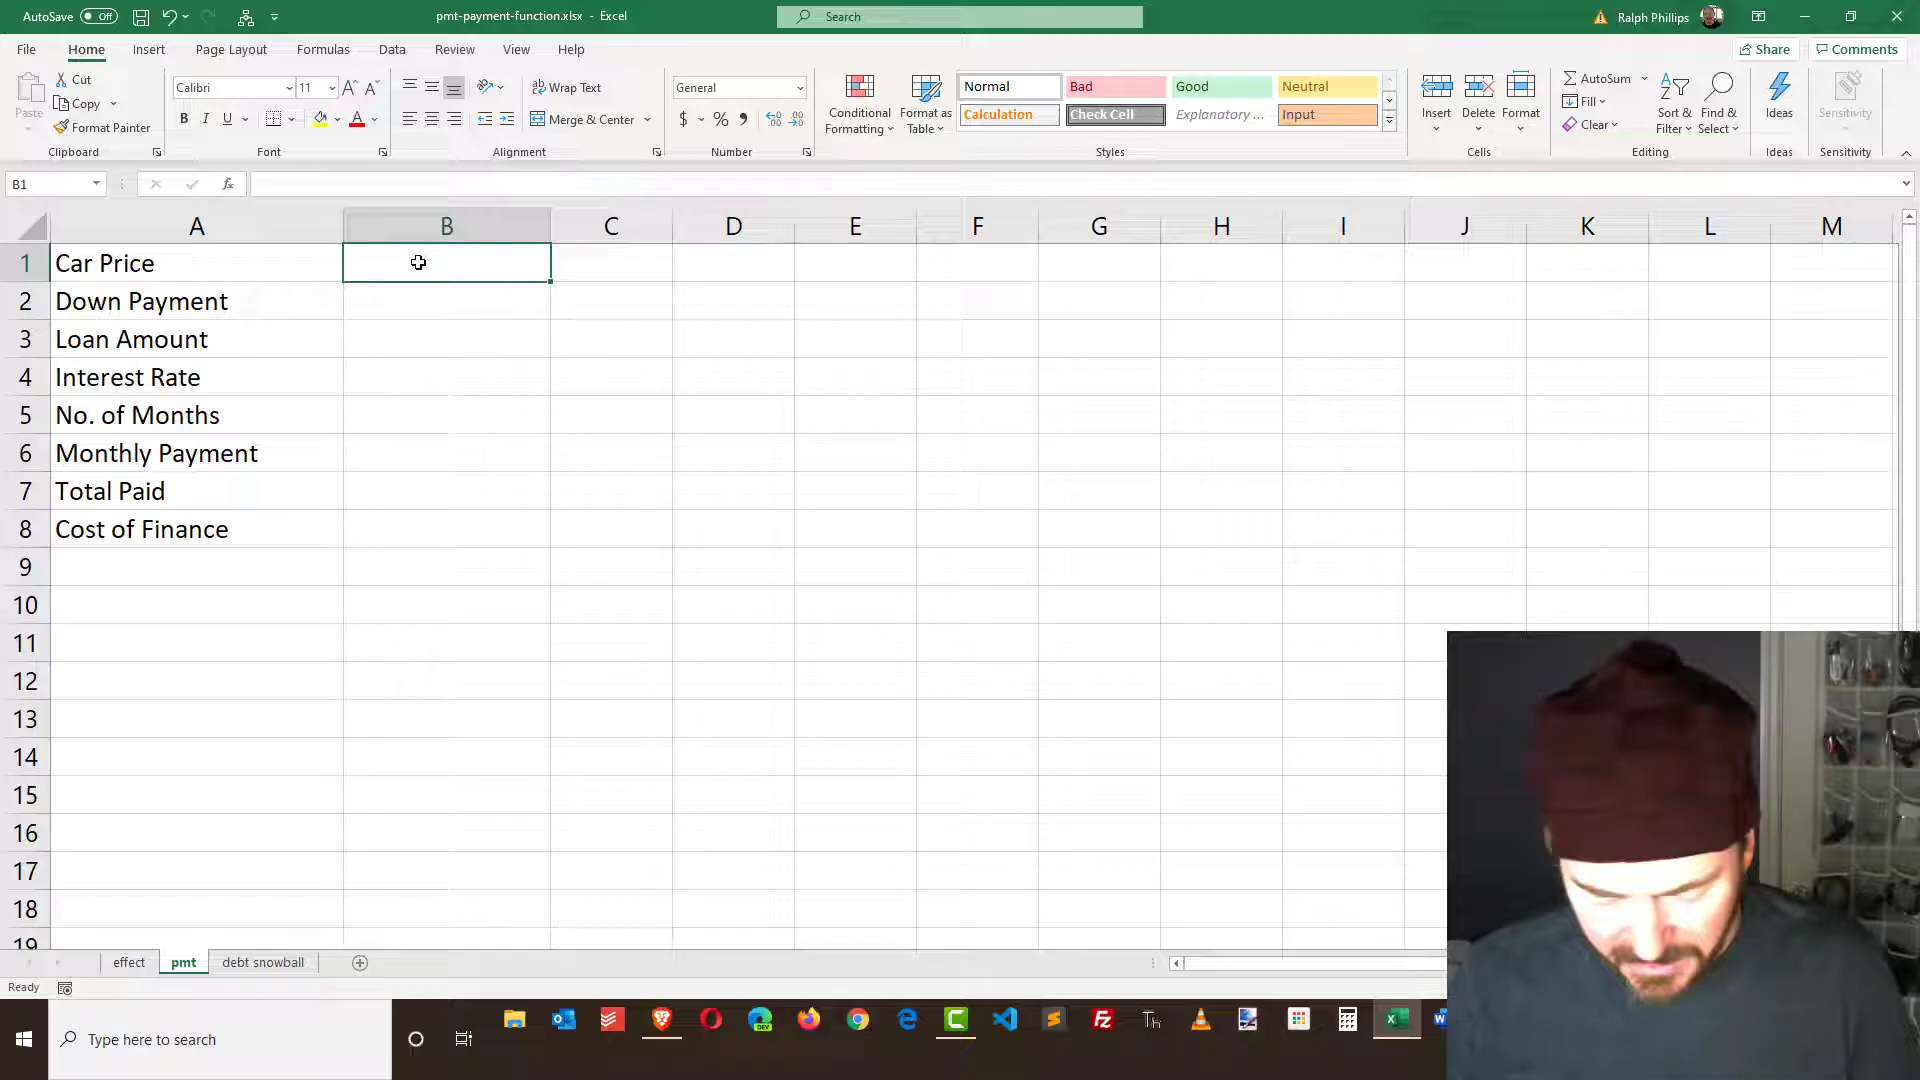 AutoSave Off pmt-payment-function.xlsx - Excel Search Ralph Phillips
File Home Insert Page Layout Formulas Data Review View Help Share Comments
Paste Cut Copy Format Painter Clipboard
Calibri 11 A A B I U A Font
Wrap Text Merge & Center Alignment
General $ % , Number
Conditional Formatting Format as Table
Normal Bad Good Neutral
Calculation Check Cell Explanatory ... Input
Styles
Insert Delete Format Cells
AutoSum Fill Clear Sort & Filter Find & Select Editing
Ideas Ideas
Sensitivity Sensitivity
B1 fx
A B C D E F G H I J K L M
1 Car Price
2 Down Payment
3 Loan Amount
4 Interest Rate
5 No. of Months
6 Monthly Payment
7 Total Paid
8 Cost of Finance
9
10
11
12
13
14
15
16
17
18
19
effect pmt debt snowball
Ready
Type here to search